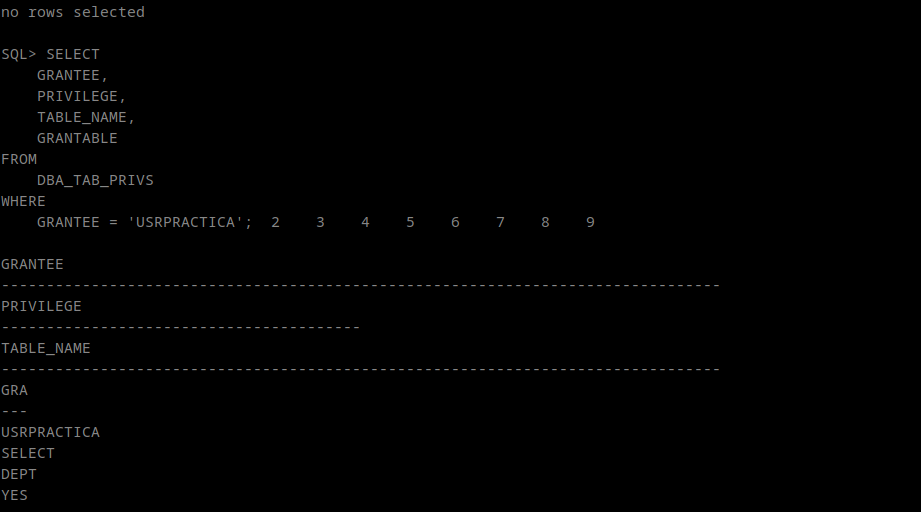 no rows selected
SQL> SELECT
GRANTEE,
PRIVILEGE,
TABLE_NAME,
GRANTABLE
FROM
DBA_TAB_PRIVS
WHERE
GRANTEE = 'USRPRACTICA';  2    3    4    5    6    7    8    9
GRANTEE
--------------------------------------------------------------------------------
PRIVILEGE
----------------------------------------
TABLE_NAME
--------------------------------------------------------------------------------
GRA
---
USRPRACTICA
SELECT
DEPT
YES